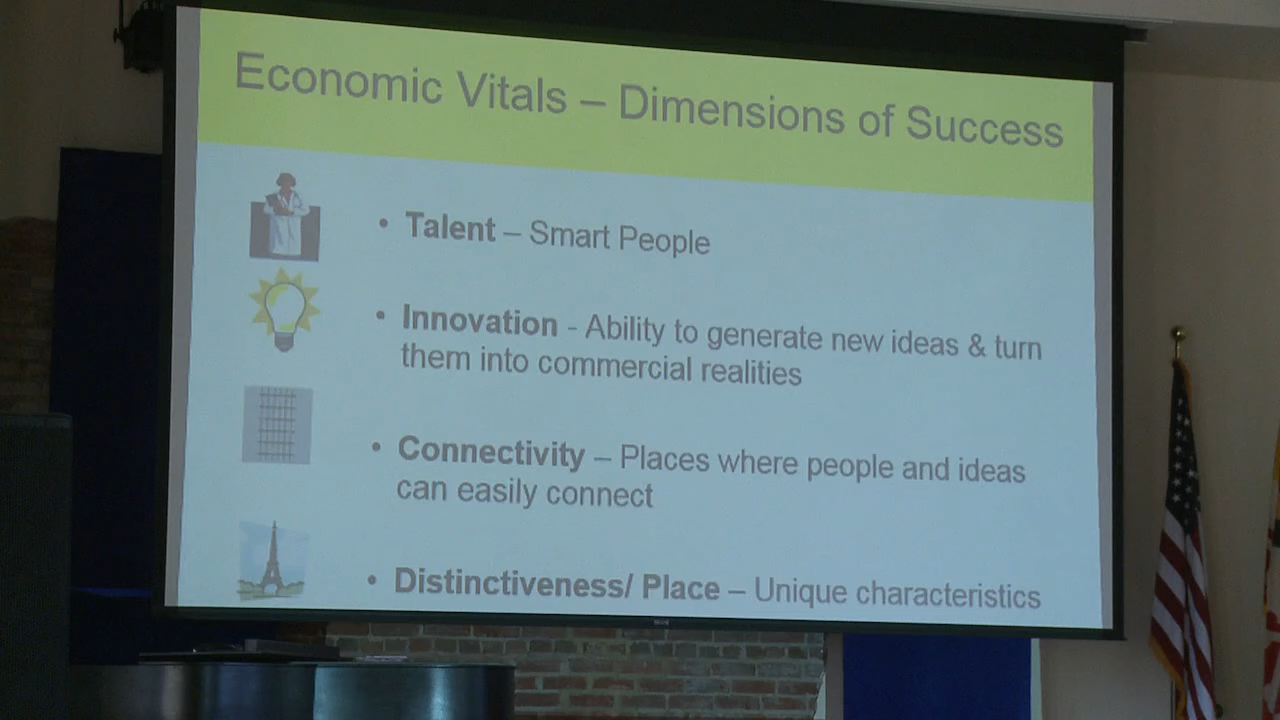 Economic Vitals – Dimensions of Success
• Talent – Smart People
• Innovation - Ability to generate new ideas & turn
them into commercial realities
• Connectivity – Places where people and ideas
can easily connect
• Distinctiveness/ Place – Unique characteristics